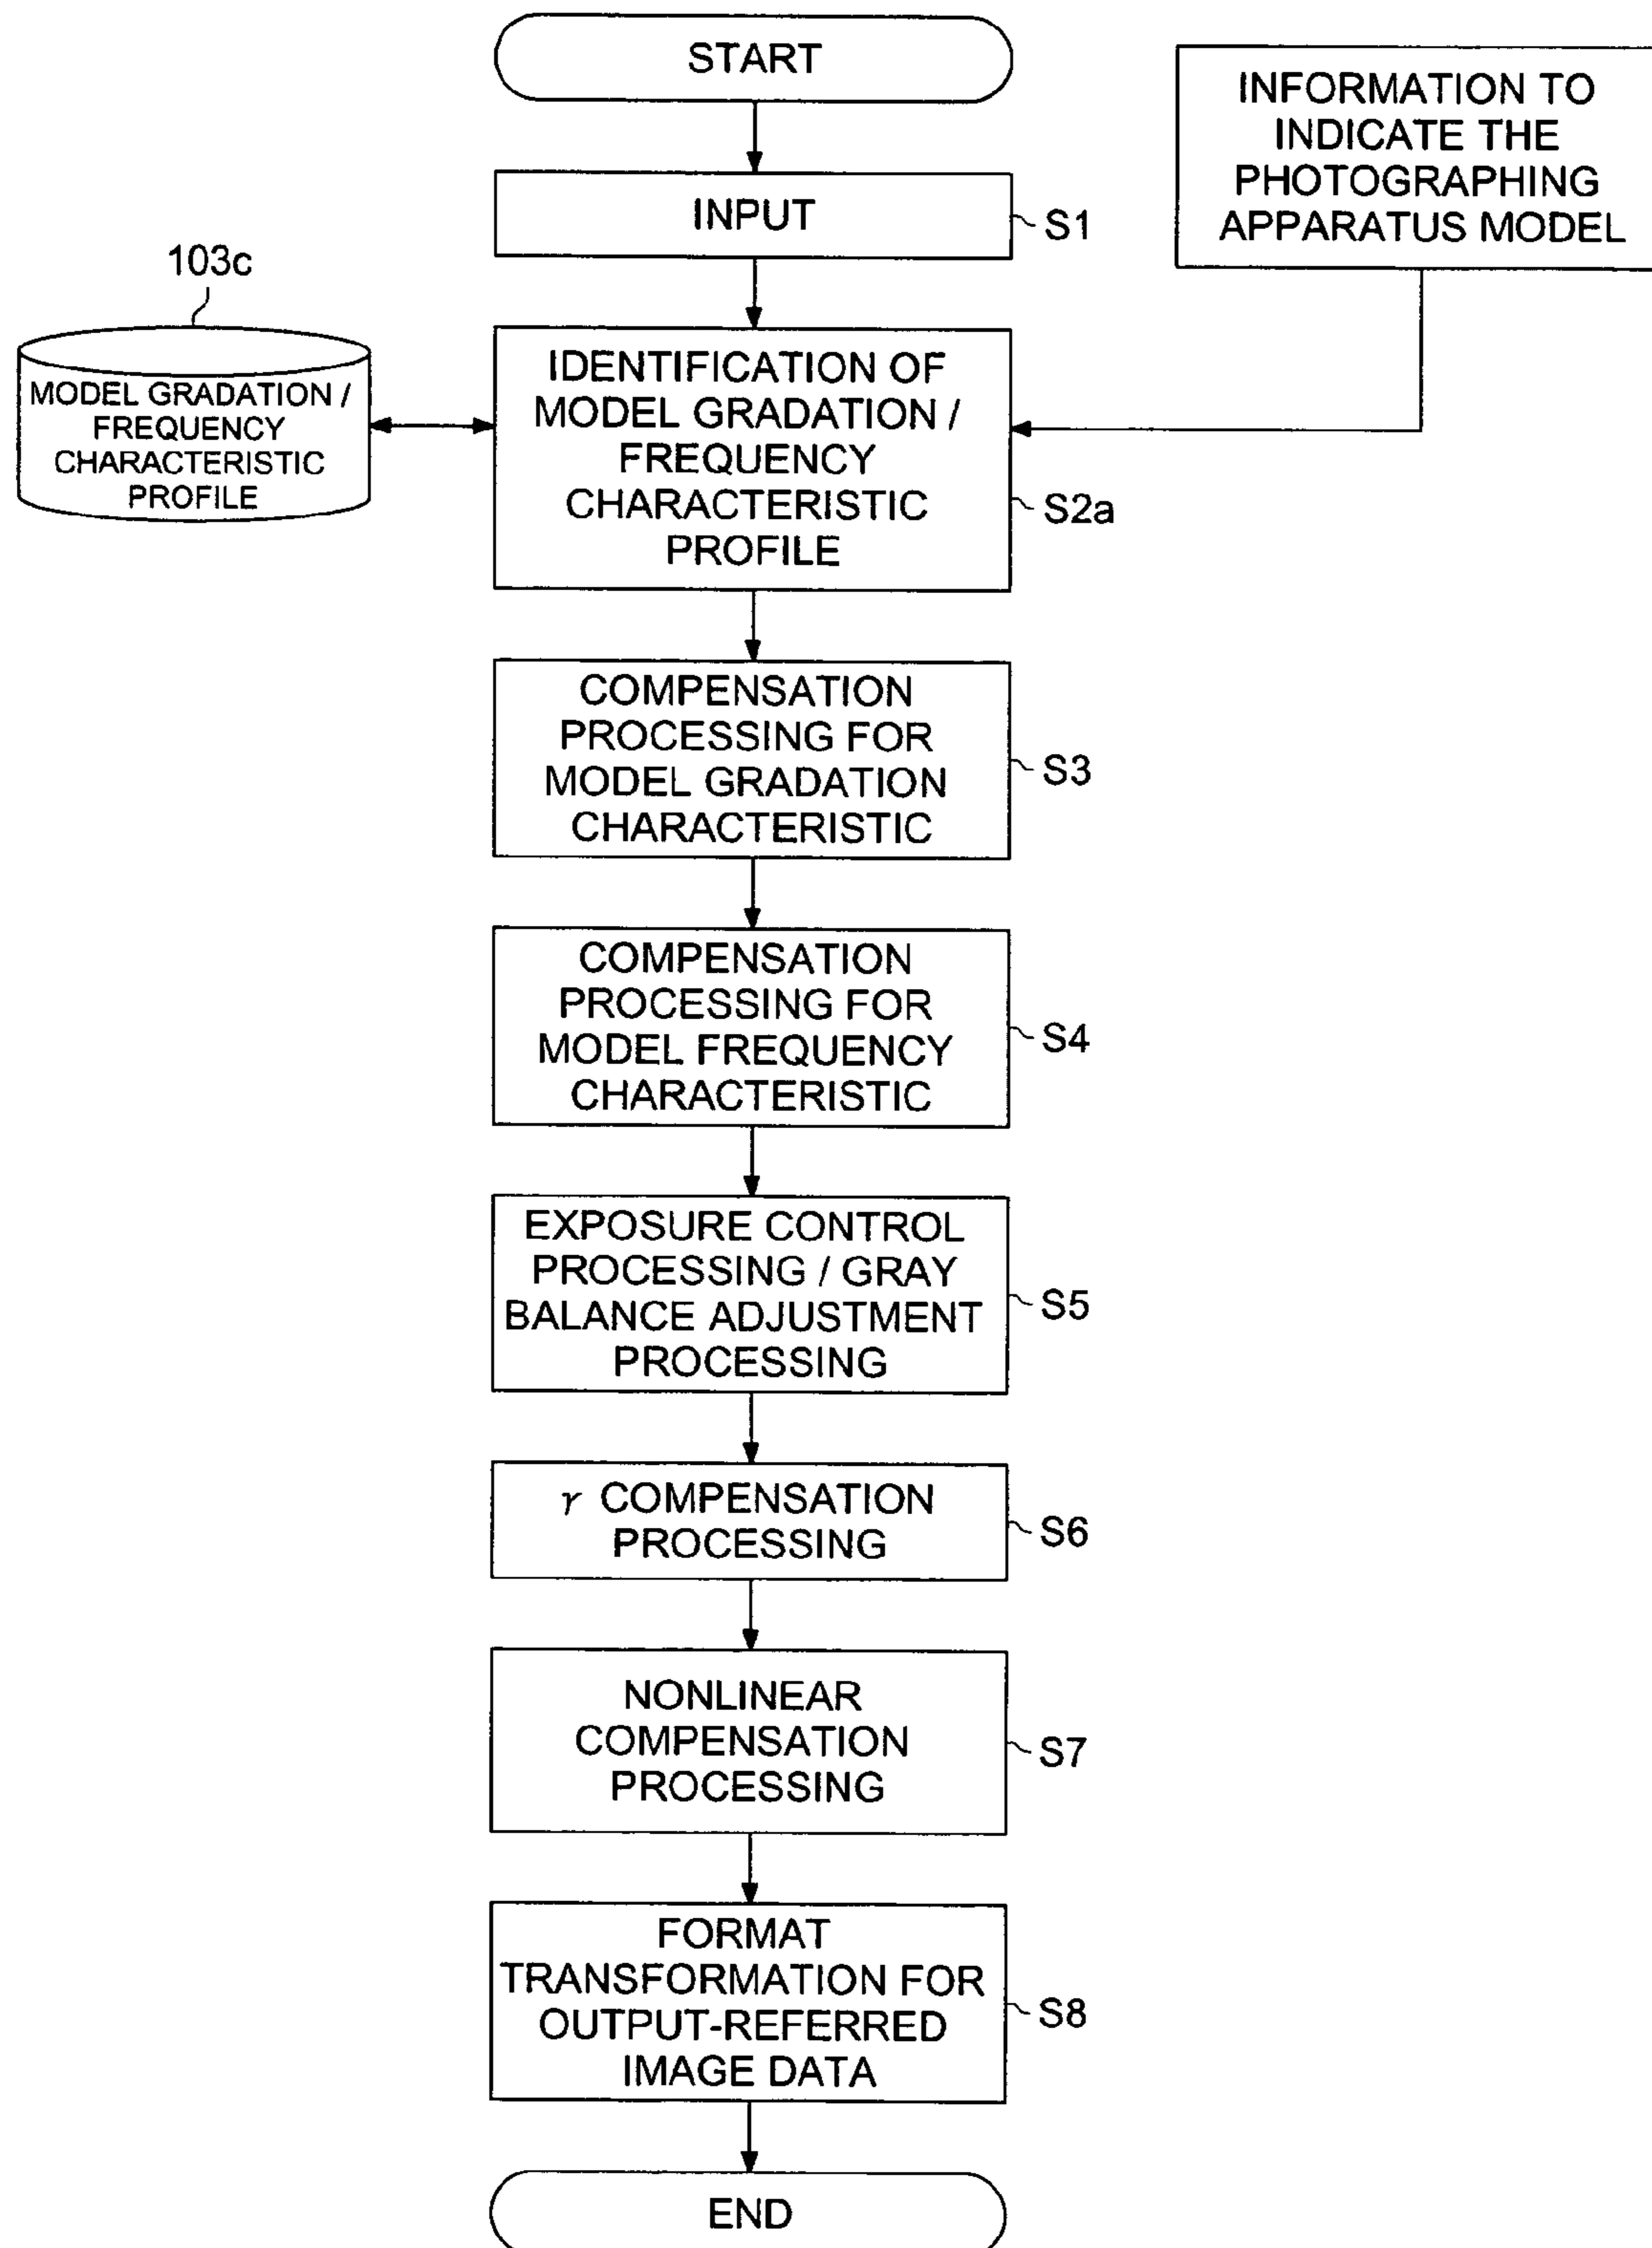 START
INFORMATION TO
INDICATE THE
PHOTOGRAPHING
APPARATUS MODEL
INPUT
S1
103c
MODEL GRADATION /
FREQUENCY
CHARACTERISTIC
PROFILE
IDENTIFICATION OF
MODEL GRADATION /
FREQUENCY
CHARACTERISTIC
PROFILE
S2a
COMPENSATION
PROCESSING FOR
MODEL GRADATION
CHARACTERISTIC
S3
COMPENSATION
PROCESSING FOR
MODEL FREQUENCY
CHARACTERISTIC
S4
EXPOSURE CONTROL
PROCESSING / GRAY
BALANCE ADJUSTMENT
PROCESSING
S5
γ COMPENSATION
PROCESSING
S6
NONLINEAR
COMPENSATION
PROCESSING
S7
FORMAT
TRANSFORMATION FOR
OUTPUT-REFERRED
IMAGE DATA
S8
END